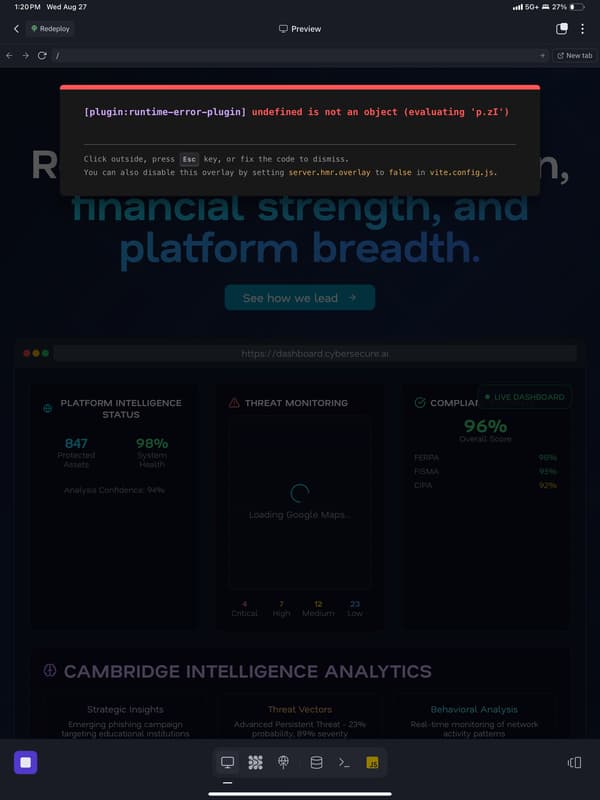 1:20 PM Wed Aug 27
5G+ 27%
Redeploy
Preview
/
New tab
[plugin:runtime-error-plugin] undefined is not an object (evaluating 'p.zI')
Click outside, press Esc key, or fix the code to dismiss.
You can also disable this overlay by setting server.hmr.overlay to false in vite.config.js.
financial strength, and
platform breadth.
See how we lead →
https://dashboard.cybersecure.ai
LIVE DASHBOARD
PLATFORM INTELLIGENCE
STATUS
847
98%
Protected
Assets
System
Health
Analysis Confidence: 94%
THREAT MONITORING
Loading Google Maps...
4 7 12 23
Critical High Medium Low
96%
Overall Score
FERPA 98%
FISMA 95%
CIPA 92%
CAMBRIDGE INTELLIGENCE ANALYTICS
Strategic Insights
Emerging phishing campaign
targeting educational institutions
Threat Vectors
Advanced Persistent Threat - 23%
probability, 89% severity
Behavioral Analysis
Real-time monitoring of network
activity patterns
JS